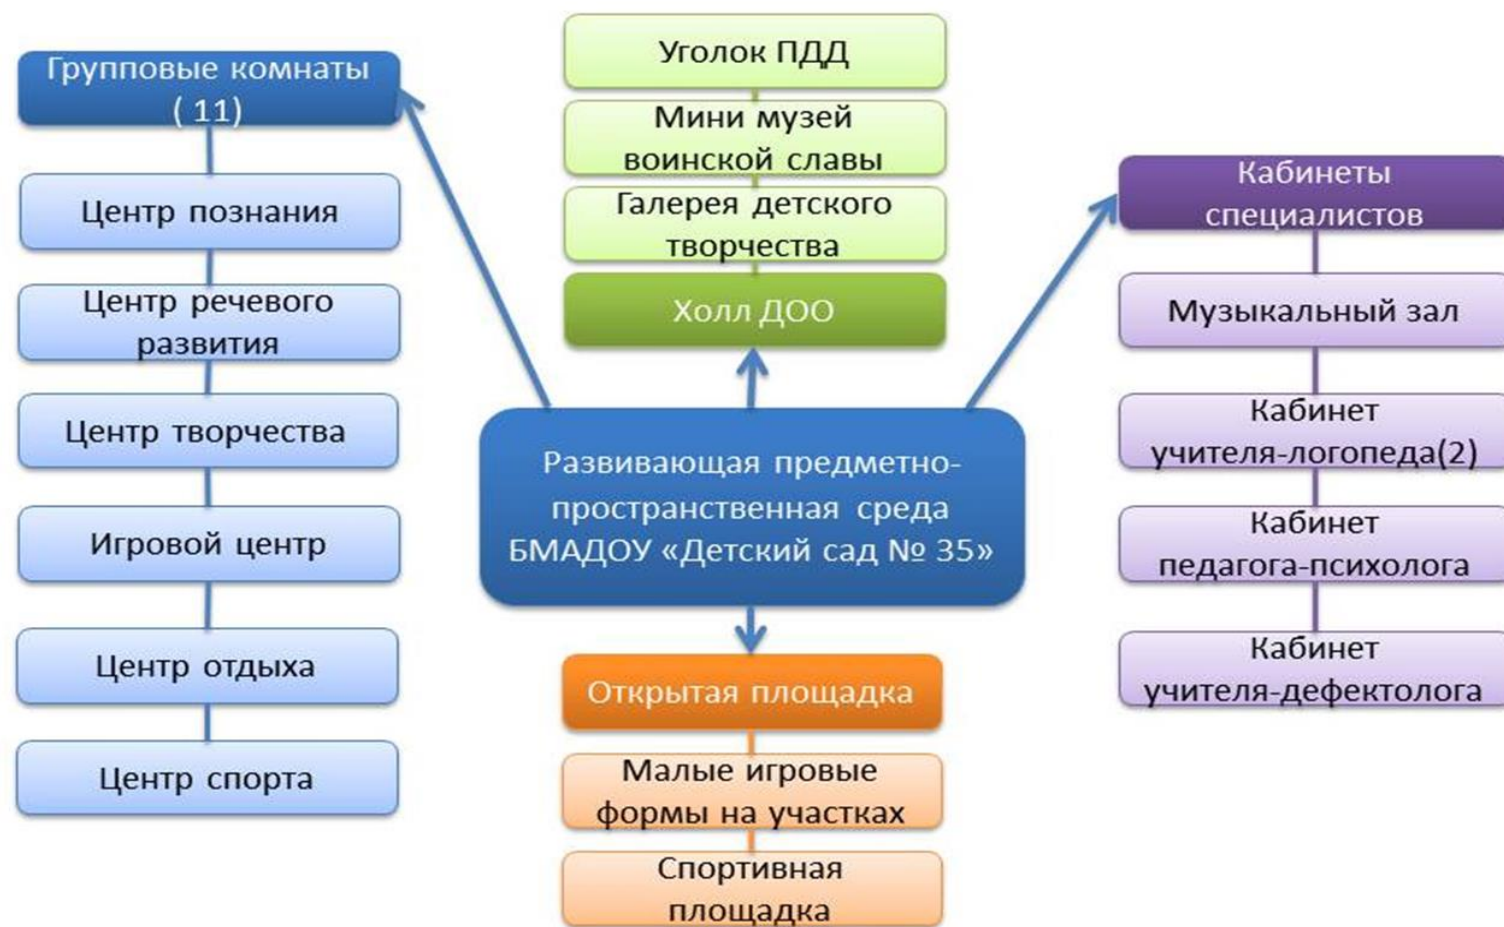 Групповые комнаты
( 11)
Центр познания
Центр речевого
развития
Центр творчества
Игровой центр
Центр отдыха
Центр спорта
Уголок ПДД
Мини музей
воинской славы
Галерея детского
творчества
Холл ДОО
Развивающая предметно-
пространственная среда
БМАДОУ «Детский сад № 35»
Открытая площадка
Малые игровые
формы на участках
Спортивная
площадка
Кабинеты
специалистов
Музыкальный зал
Кабинет
учителя-логопеда(2)
Кабинет
педагога-психолога
Кабинет
учителя-дефектолога